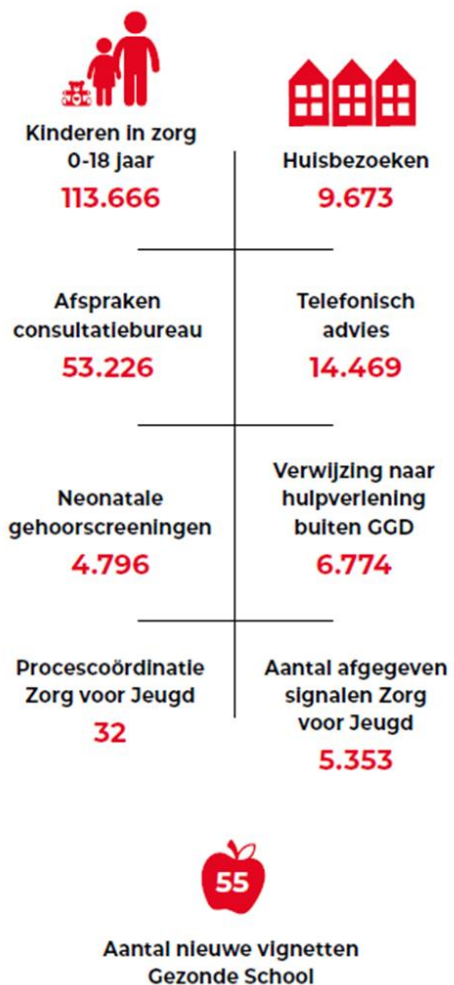 Kinderen in zorg
0-18 jaar
113.666
Huisbezoeken
9.673
Afspraken
consultatiebureau
53.226
Telefonisch
advies
14.469
Neonatale
gehoorscreeningen
4.796
Verwijzing naar
hulpverlening
buiten GGD
6.774
Procescoördinatie
Zorg voor Jeugd
32
Aantal afgegeven
signalen Zorg
voor Jeugd
5.353
55
Aantal nieuwe vignetten
Gezonde School